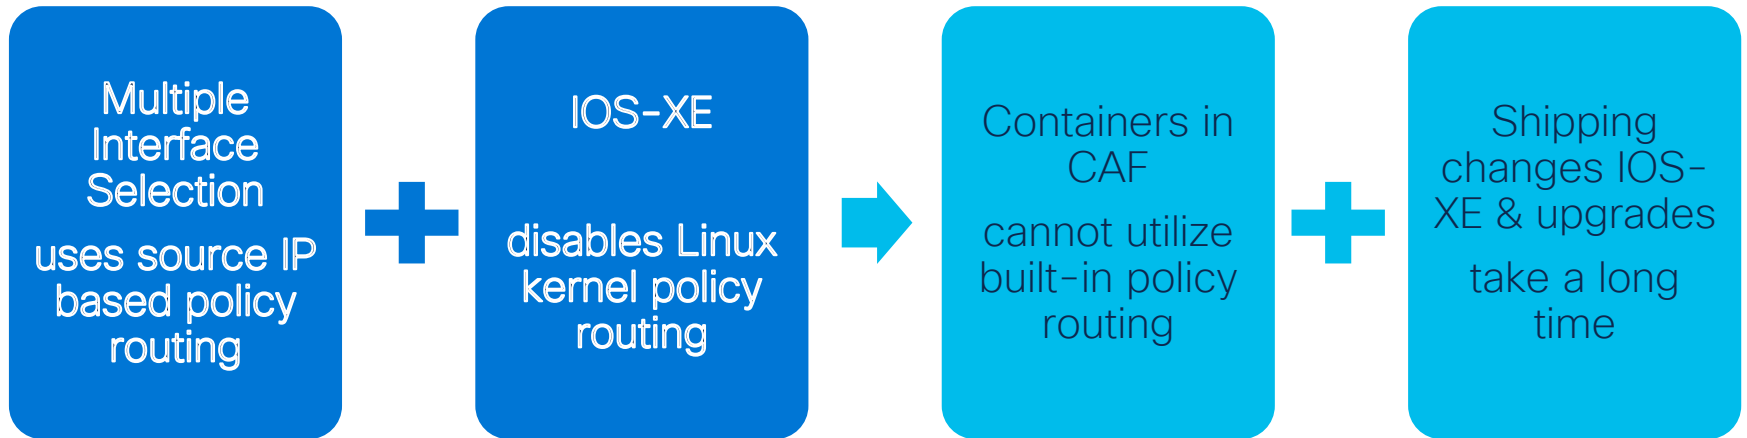 Multiple
Interface
Selection
uses source IP
based policy
routing
IOS-XE
disables Linux
kernel policy
routing
Containers in
CAF
cannot utilize
built-in policy
routing
Shipping
changes IOS-
XE & upgrades
take a long
time